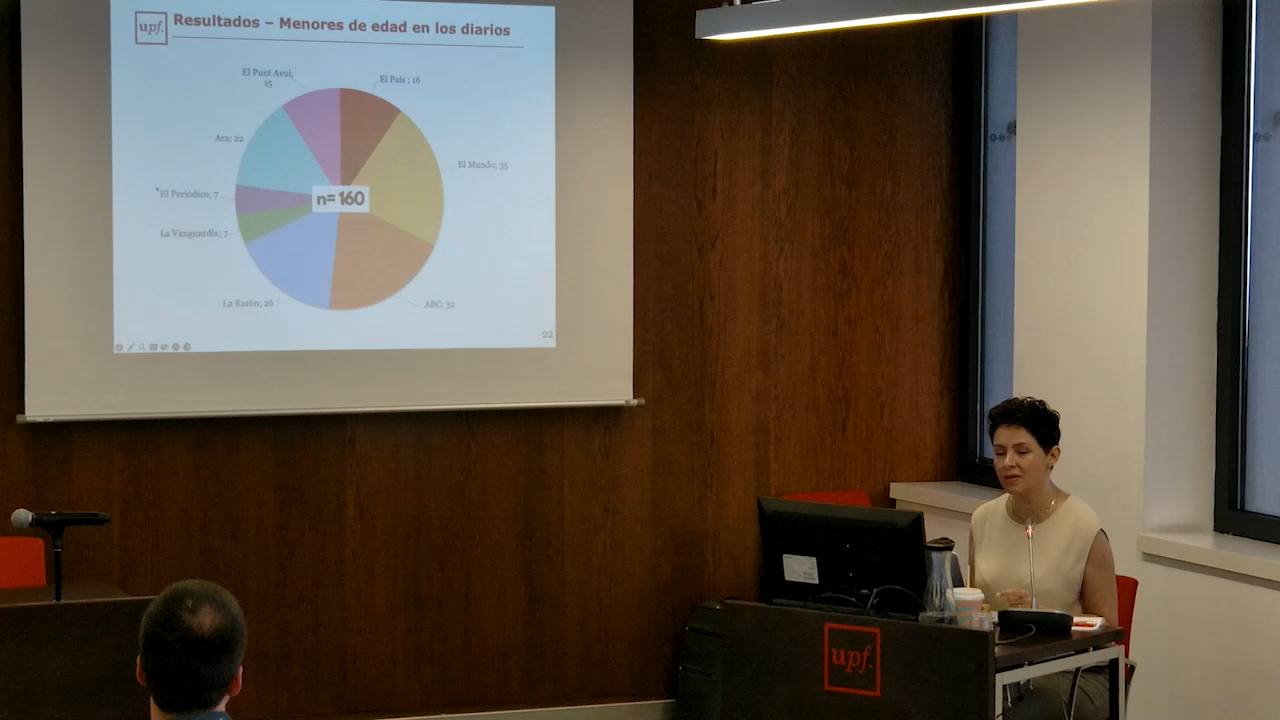 upf.
Resultados – Menores de edad en los diarios
El Punt Avui;
15
El País ; 16
Ara; 22
El Mundo; 35
El Periódico; 7
n= 160
La Vanguardia; 7
La Razón; 26
ABC; 32
22
upf.